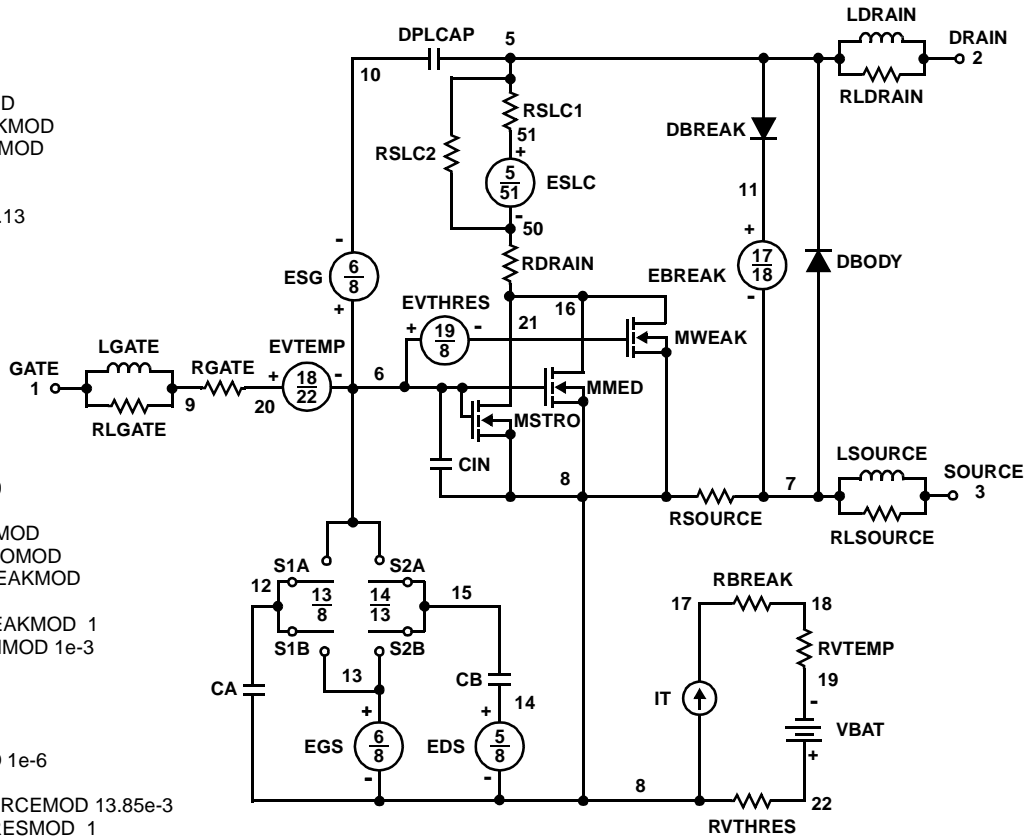 LDRAIN
DPLCAP
5
DRAIN
2
10
RLDRAIN
OD
KMOD
MOD
RSLC1
51
+
DBREAK
RSLC2
5
51
ESLC
-
50
11
.13
+
17
18
EBREAK
-
DBODY
RDRAIN
-
6
8
ESG
+
EVTHRES
+
19
8
-
21
16
MWEAK
LGATE
GATE
1
RGATE
EVTEMP
+
18
22
-
6
MMED
9
20
RLGATE
MSTRO
LSOURCE
CIN
8
7
SOURCE
3
RSOURCE
RLSOURCE
MOD
OMOD
EAKMOD
S1A
S2A
12
13
8
14
13
15
RBREAK
17
18
EAKMOD 1
MOD 1e-3
S1B
S2B
RVTEMP
13
CA
CB
19
14
IT
-
VBAT
+
+
EGS
6
8
-
+
EDS
5
8
-
1e-6
8
22
RCEMOD 13.85e-3
RESMOD 1
RVTHRES